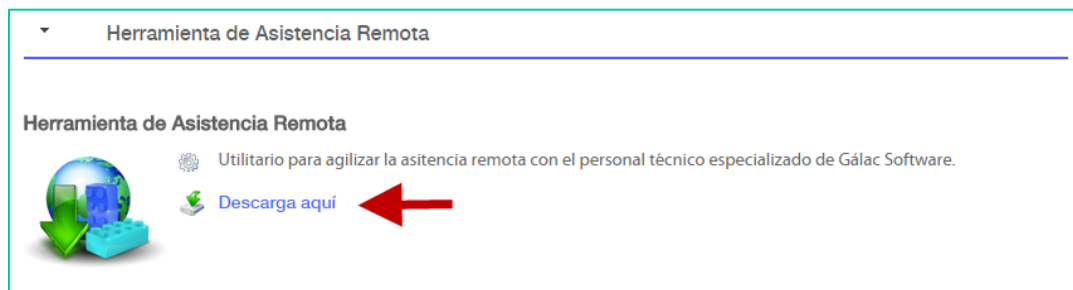 Herramienta de Asistencia Remota
Herramienta de Asistencia Remota
Utilitario para agilizar la asitencia remota con el personal técnico especializado de Gálac Software.
Descarga aquí